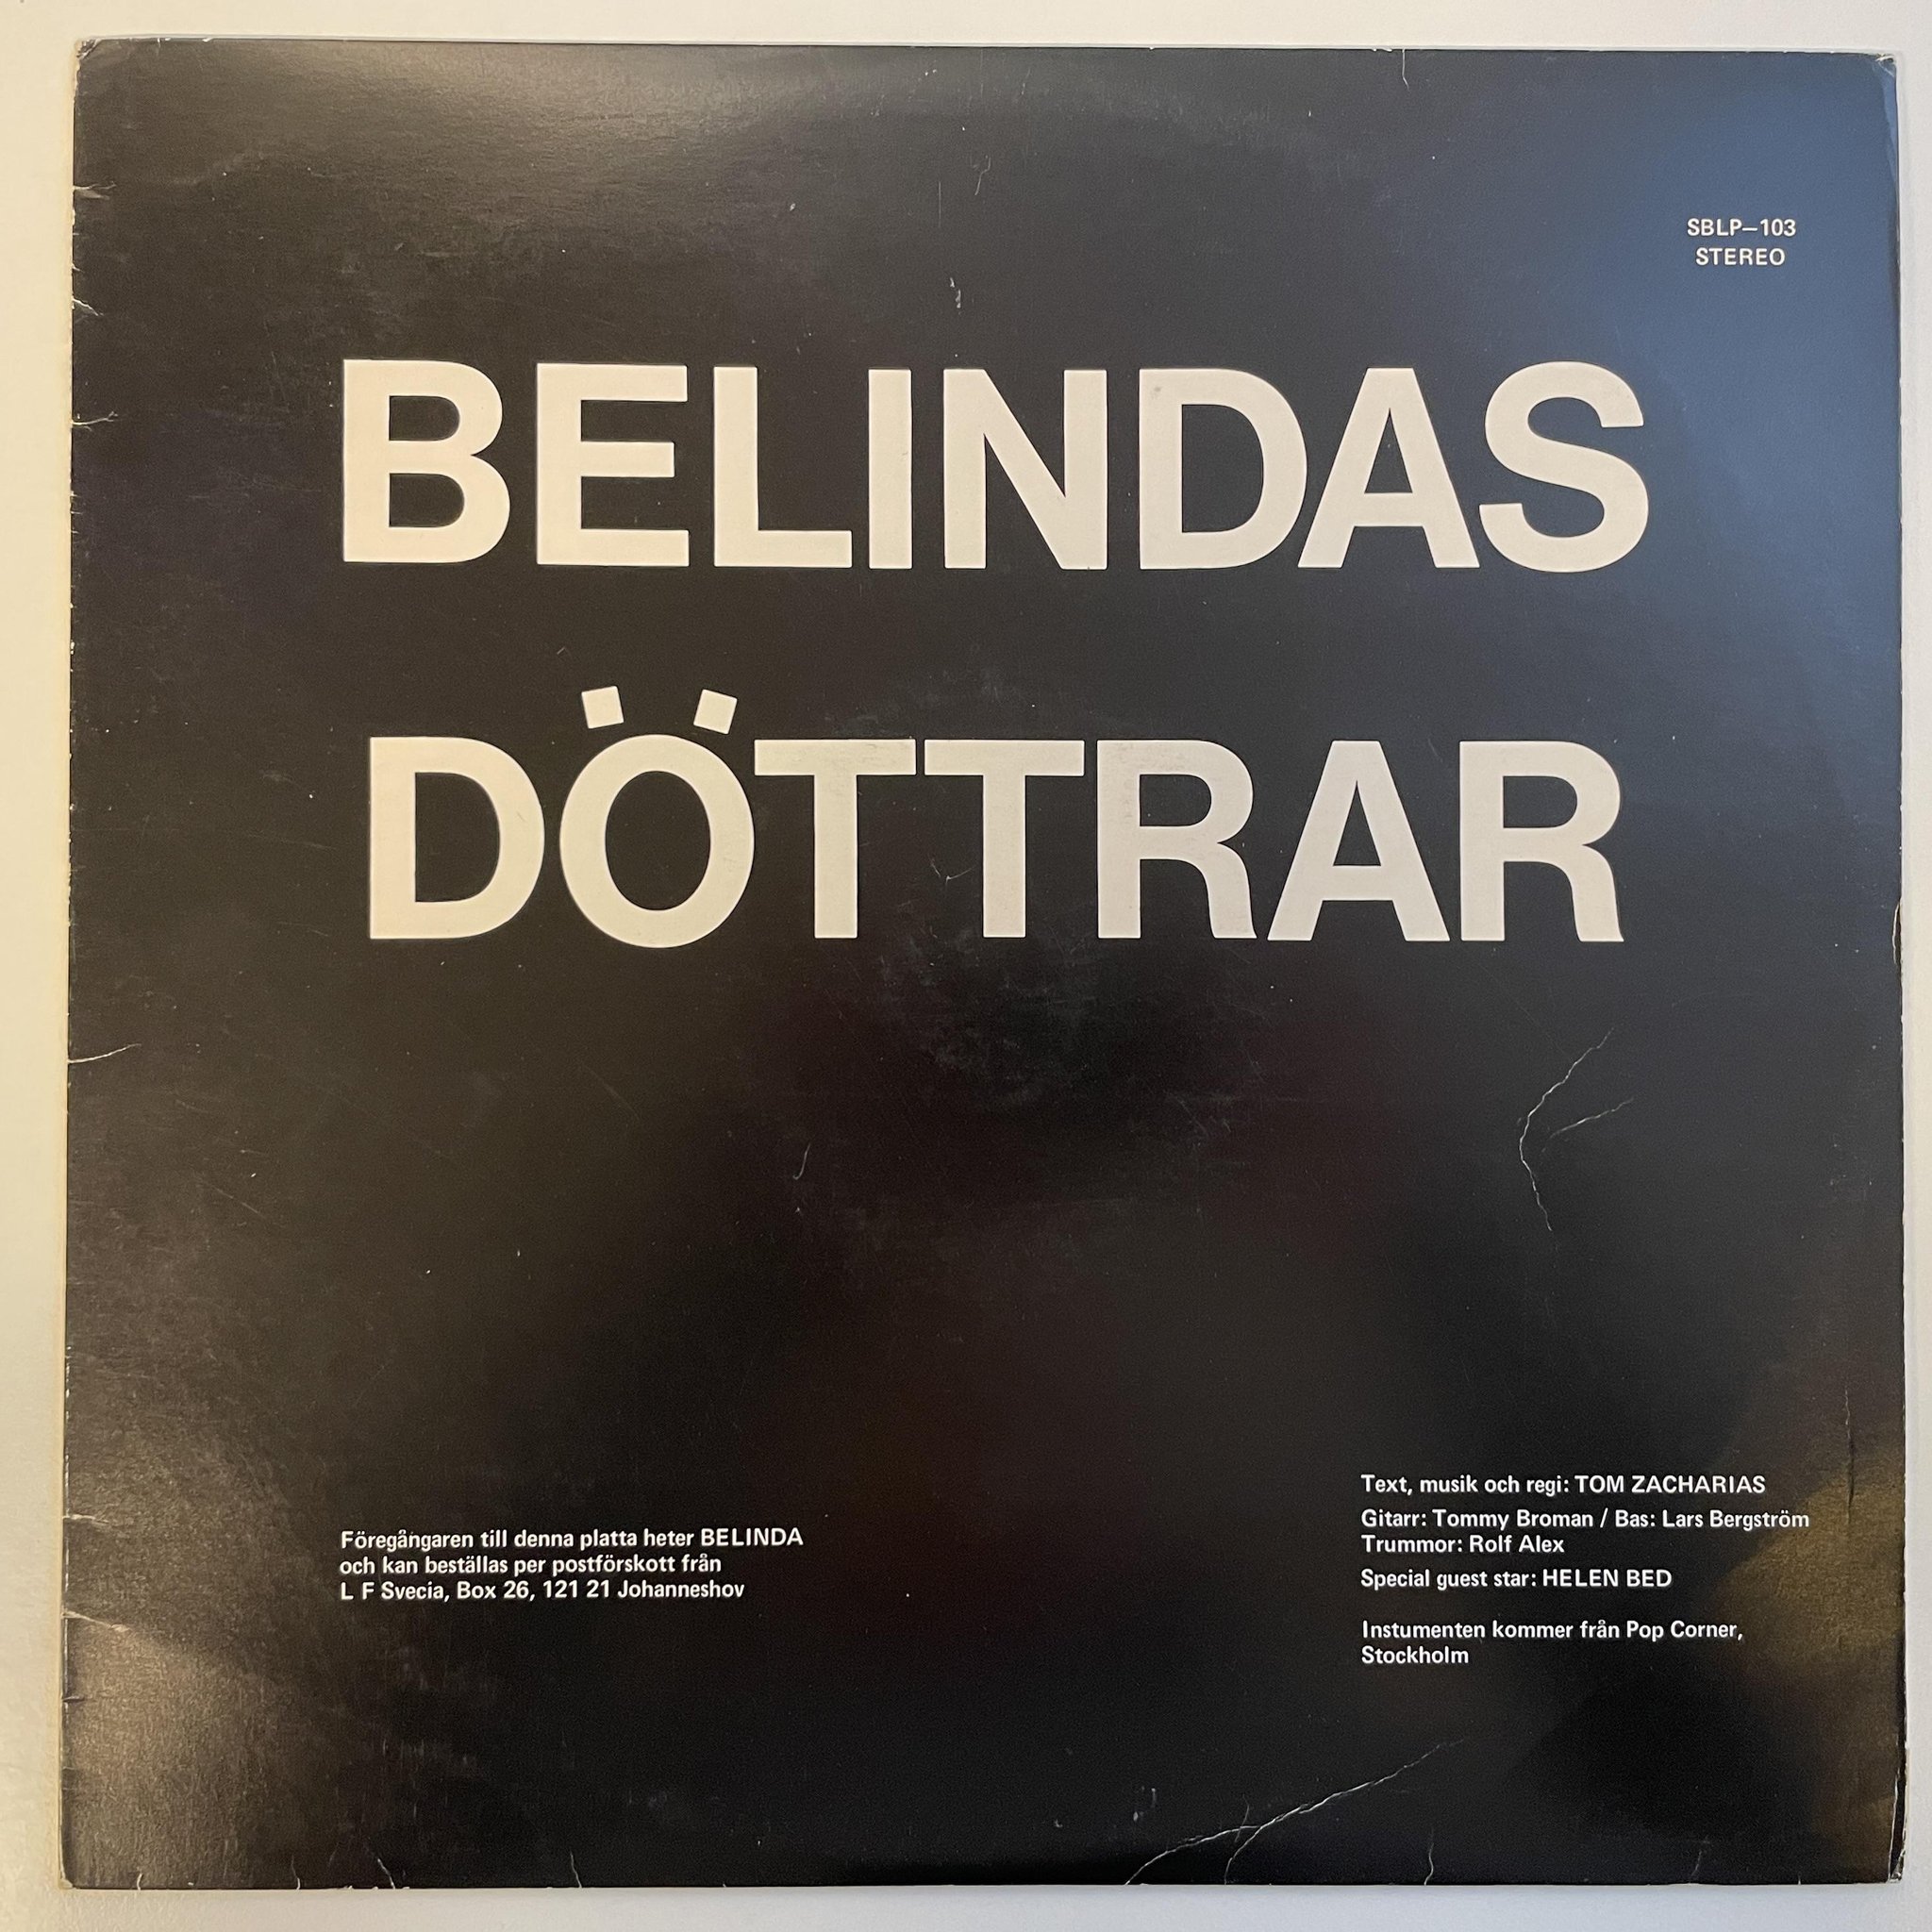 SBLP–103
STEREO
BELINDAS
DÖTTRAR
Föregångaren till denna platta heter BELINDA
och kan beställas per postförskott från
L F Svecia, Box 26, 121 21 Johanneshov
Text, musik och regi: TOM ZACHARIAS
Gitarr: Tommy Broman / Bas: Lars Bergström
Trummor: Rolf Alex
Special guest star: HELEN BED
Instumenten kommer från Pop Corner,
Stockholm